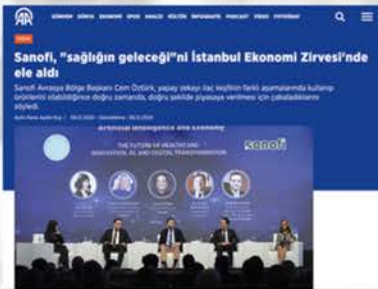 AA
GÜNDEM DÜNYA EKONOMİ SPOR ANALİZ KÜLTÜR INFOGRAFİK PODCAST VİDEO FOTOĞRAF
Sanofi, "sağlığın geleceği"ni İstanbul Ekonomi Zirvesi'nde
ele aldı
Sanofi Avrasya Bölge Başkanı Cem Öztürk, yapay zekayı ilaç keşfinin farklı aşamalarında kullanıp
ürünlerini olabildiğince doğru zamanda, doğru şekilde piyasaya verilmesi için çabaladıklarını
söyledi.
Artificial Intelligence and Economy
sanofi
THE FUTURE OF HEALTHCARE:
INNOVATION, AI, AND DIGITAL TRANSFORMATION